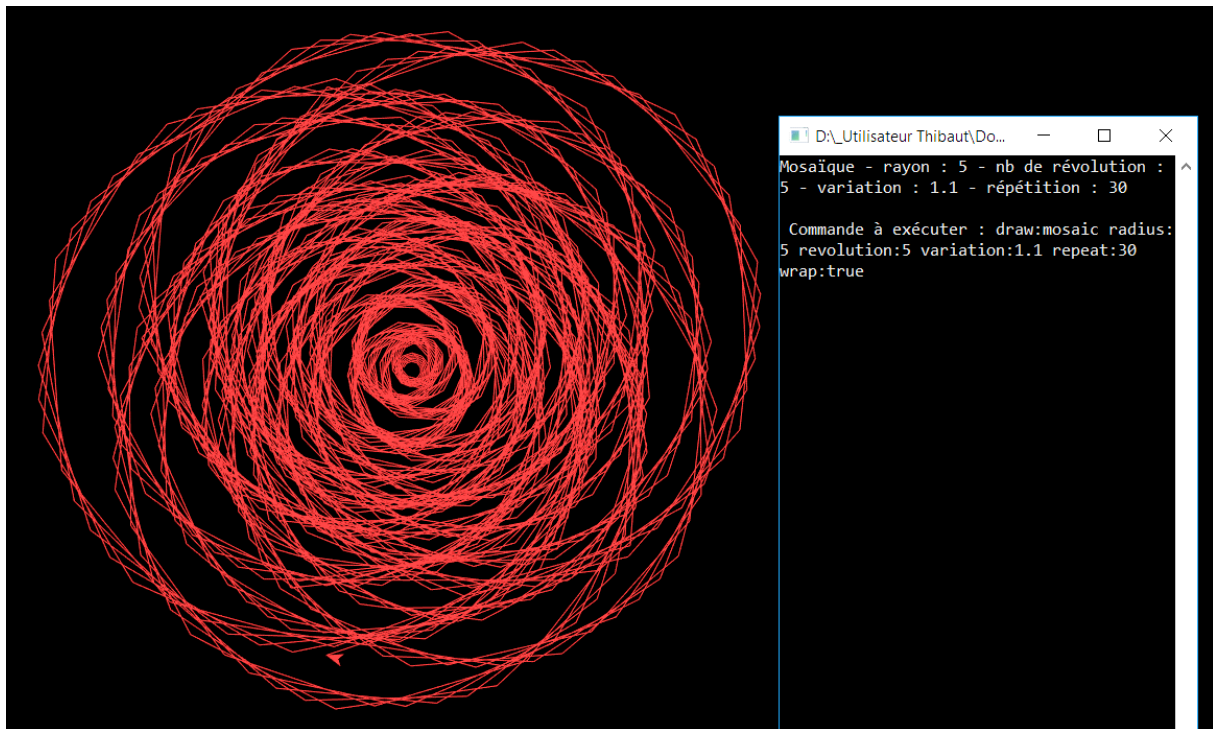 D:\_Utilisateur Thibaut\Do...
Mosaïque - rayon : 5 - nb de révolution :
5 - variation : 1.1 - répétition : 30
Commande à exécuter : draw:mosaic radius:
5 revolution:5 variation:1.1 repeat:30
wrap:true